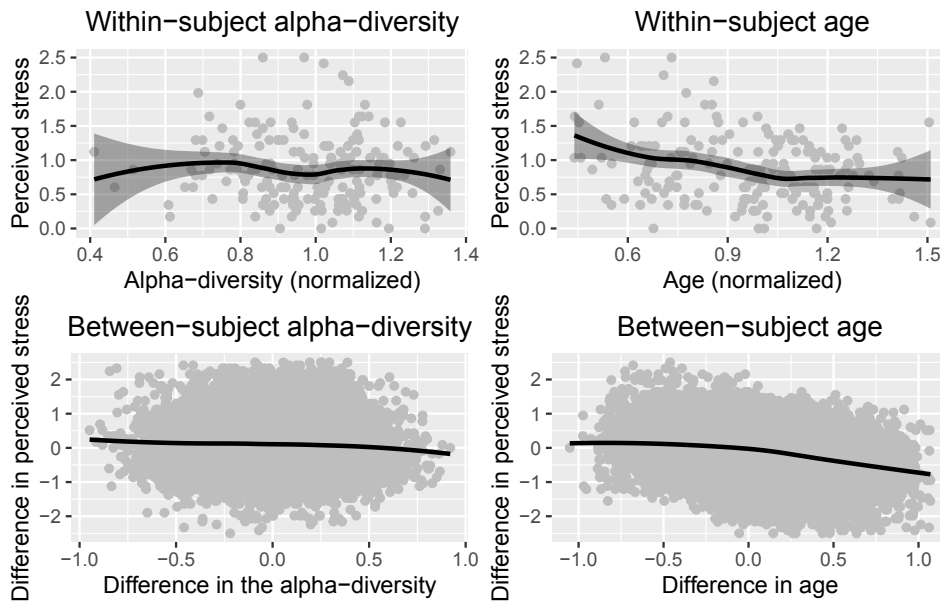 Within−subject alpha−diversity
Perceived stress
2.5
2.0
1.5
1.0
0.5
0.0
0.4 0.6 0.8 1.0 1.2 1.4
Alpha−diversity (normalized)
Within−subject age
Perceived stress
2.5
2.0
1.5
1.0
0.5
0.0
0.6 0.9 1.2 1.5
Age (normalized)
Between−subject alpha−diversity
Difference in perceived stress
2
1
0
−1
−2
−1.0 −0.5 0.0 0.5 1.0
Difference in the alpha−diversity
Between−subject age
Difference in perceived stress
2
1
0
−1
−2
−1.0 −0.5 0.0 0.5 1.0
Difference in age